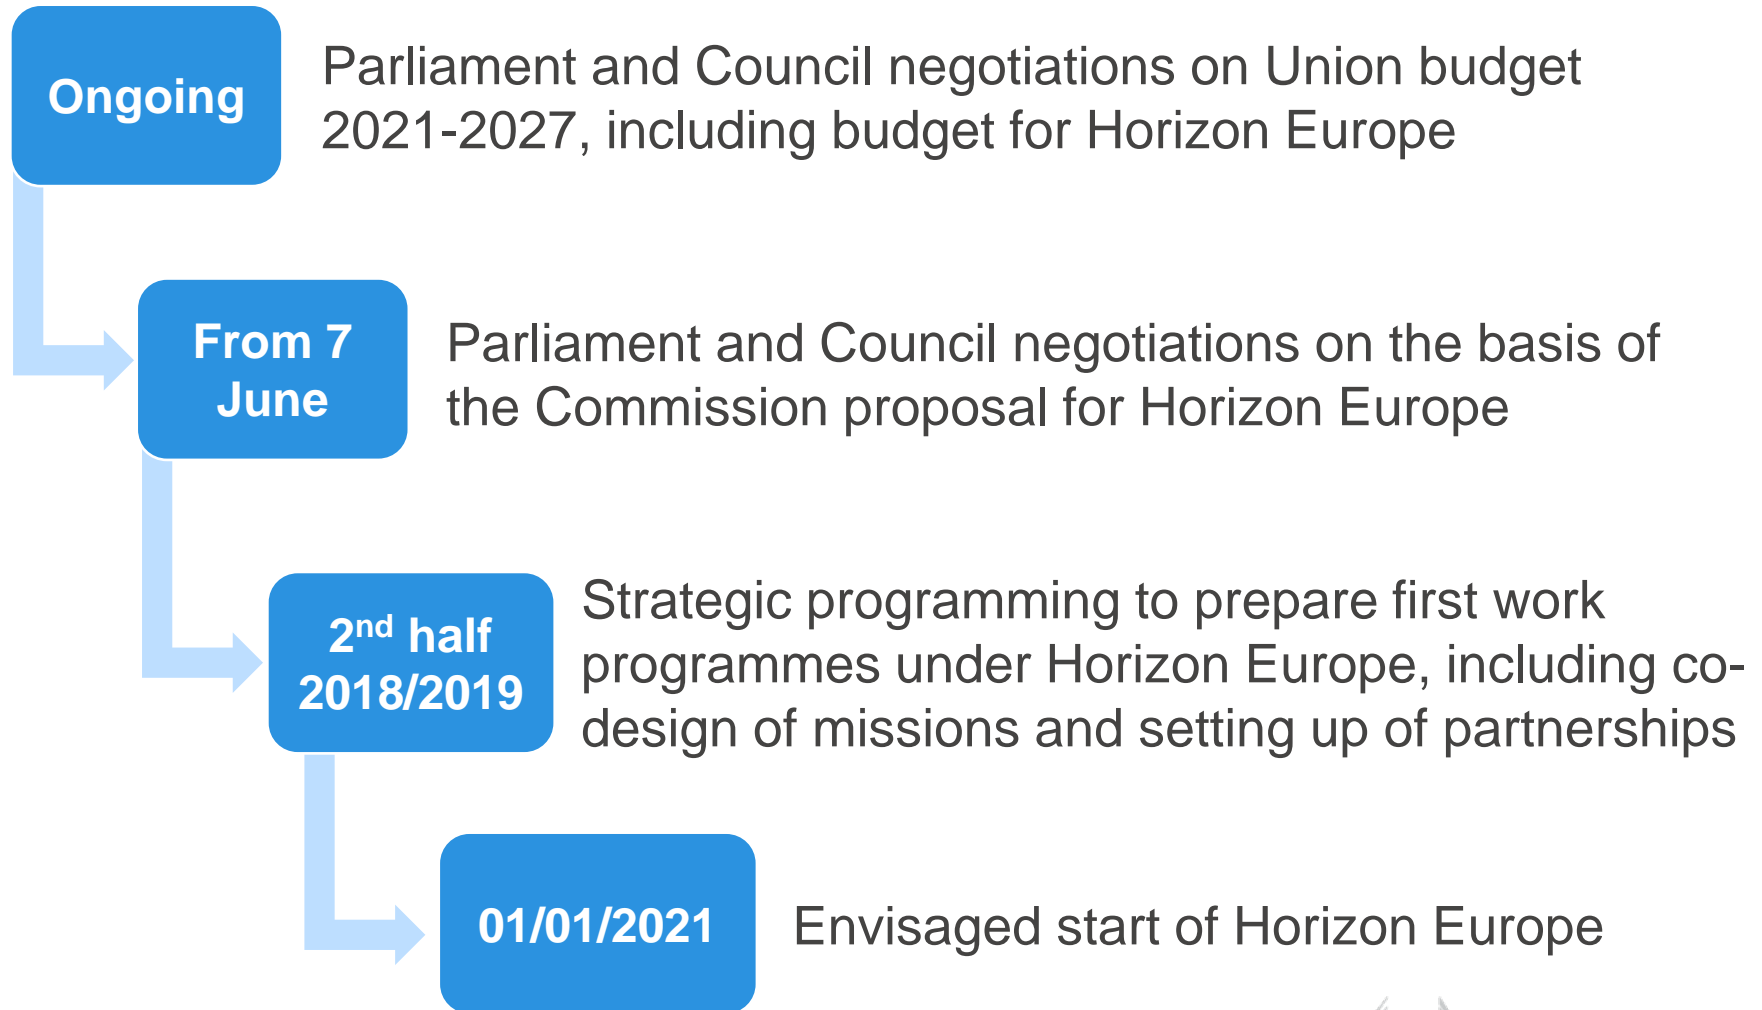 Ongoing
Parliament and Council negotiations on Union budget
2021-2027, including budget for Horizon Europe
From 7
June
Parliament and Council negotiations on the basis of
the Commission proposal for Horizon Europe
2nd half
2018/2019
Strategic programming to prepare first work
programmes under Horizon Europe, including co-
design of missions and setting up of partnerships
01/01/2021
Envisaged start of Horizon Europe